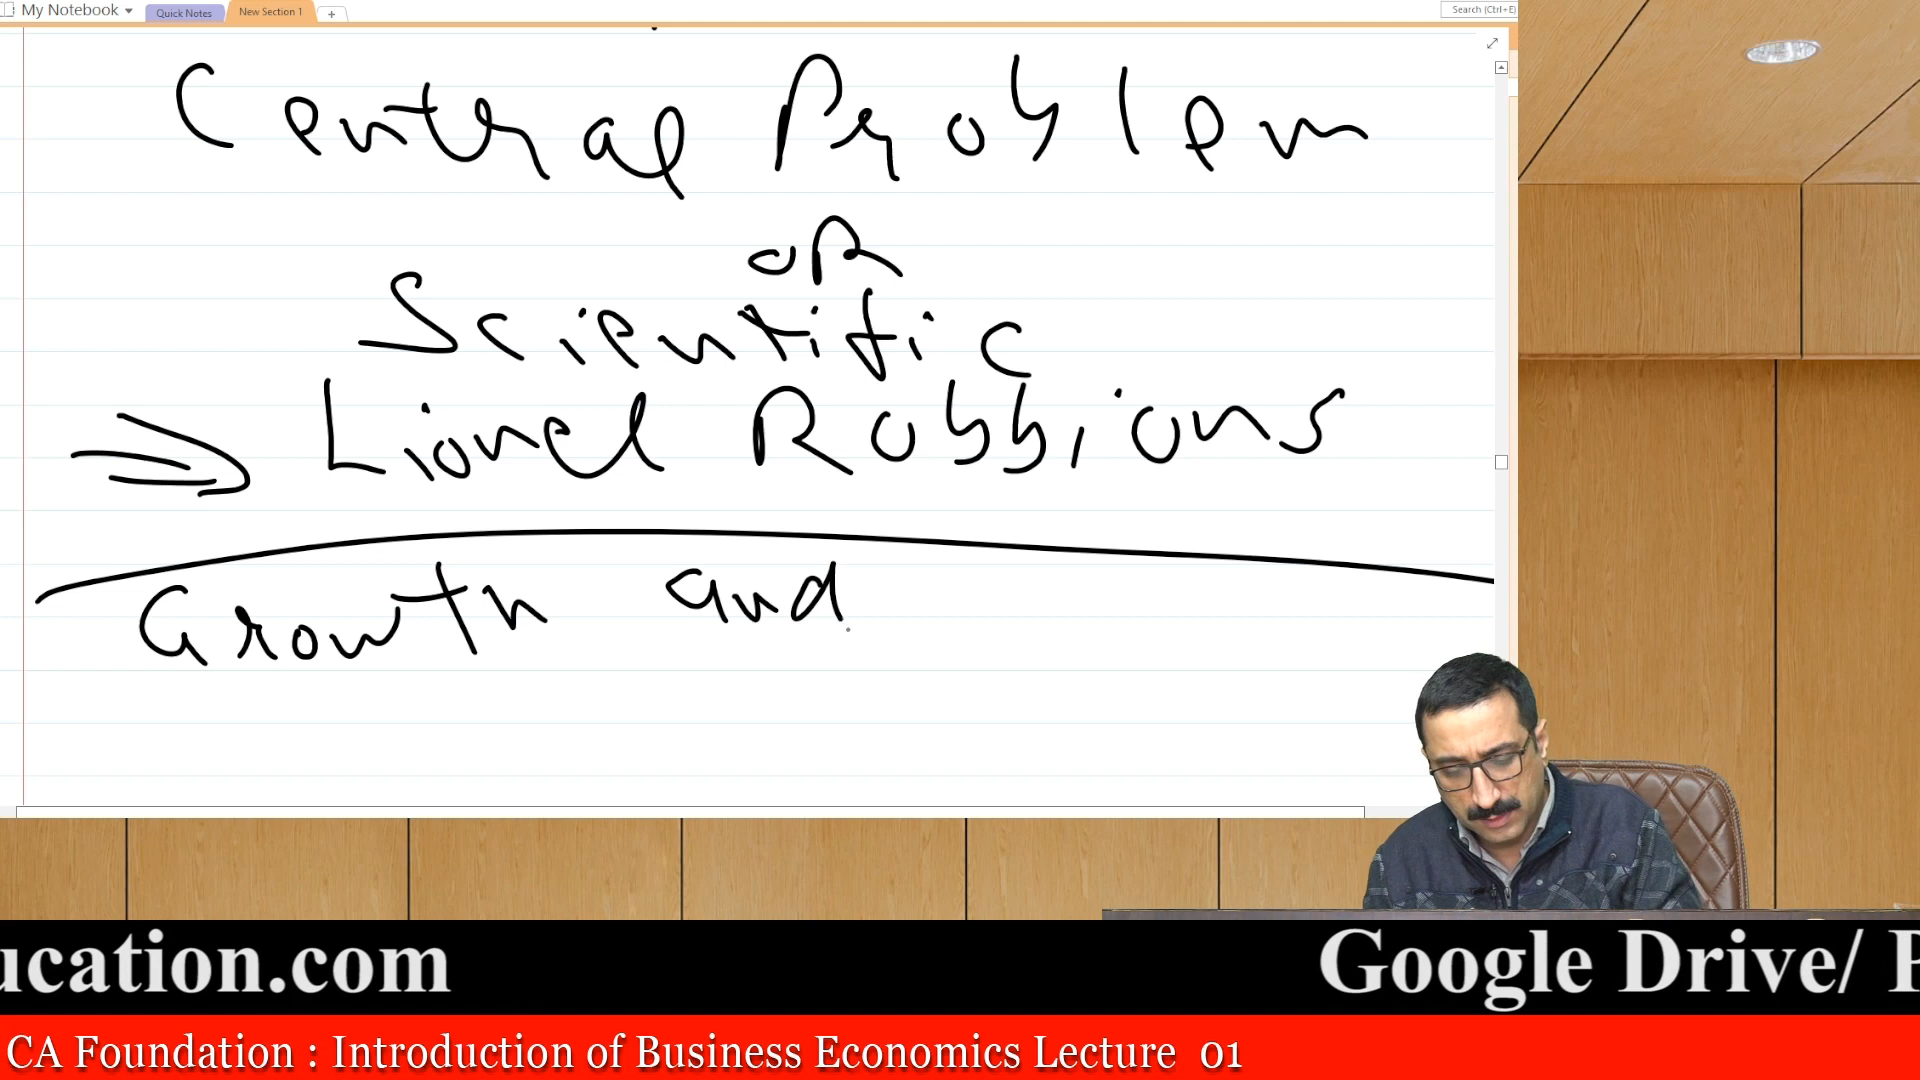 My Notebook
Quick Notes
New Section 1
+
Search (Ctrl+E)
Central Problem
OR
Scientific
Lionel Robbions
Growth and
ucation.com
Google Drive/ P
CA Foundation : Introduction of Business Economics Lecture 01